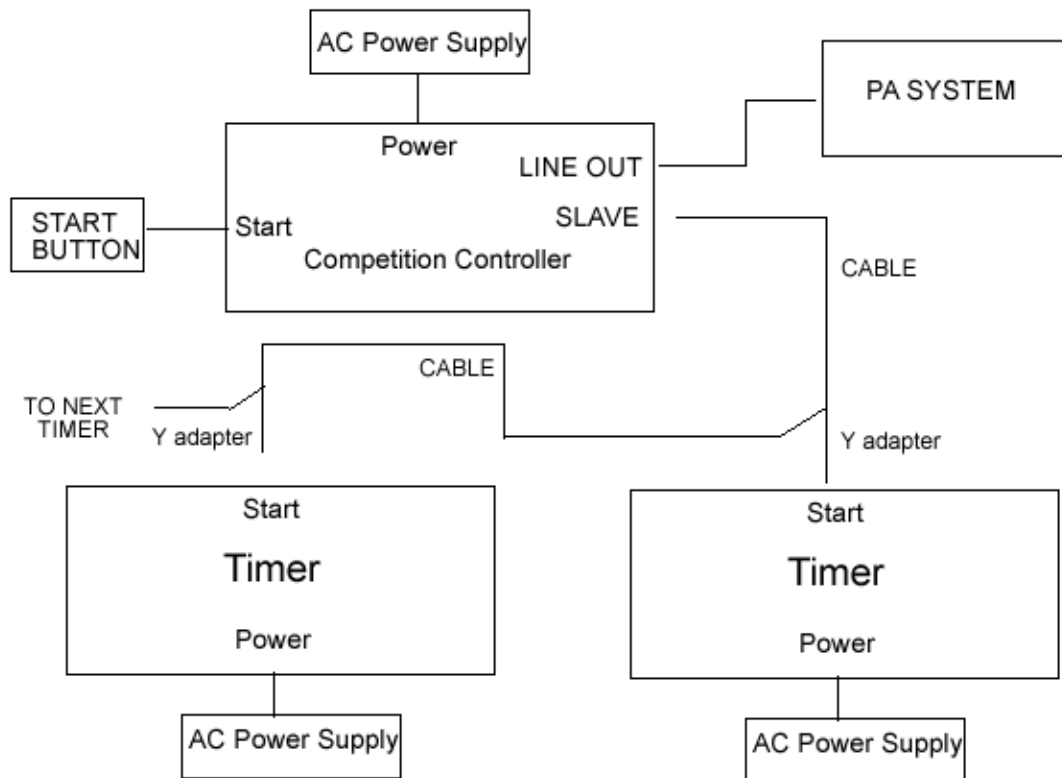 AC Power Supply
PA SYSTEM
Power
LINE OUT
SLAVE
START
BUTTON
Start
Competition Controller
CABLE
CABLE
TO NEXT
TIMER
Y adapter
Y adapter
Start
Timer
Power
AC Power Supply
Start
Timer
Power
AC Power Supply